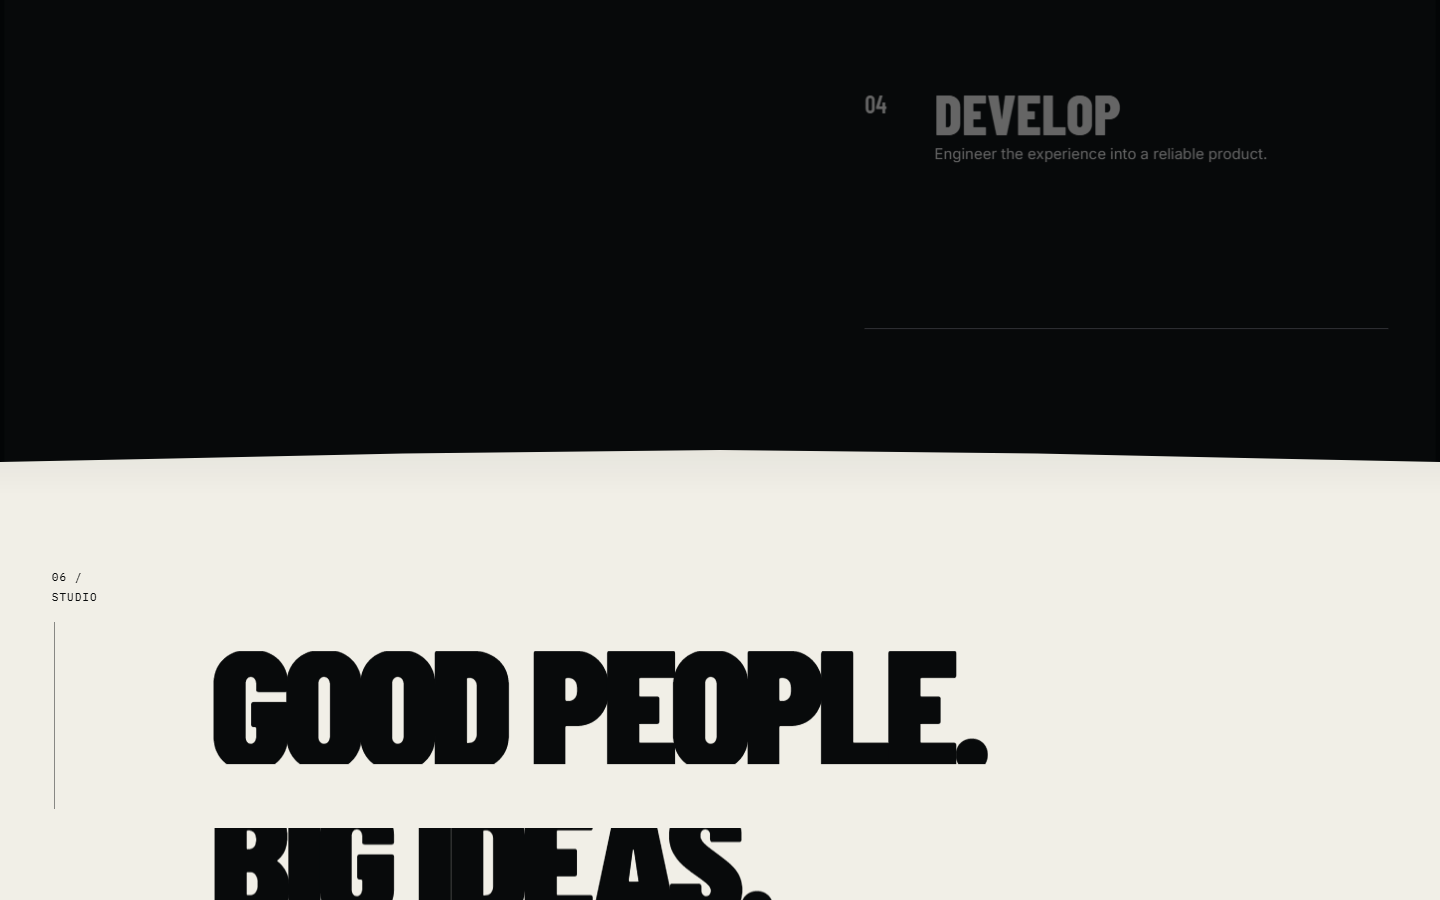 04
DEVELOP
Engineer the experience into a reliable product.
06 /
STUDIO
GOOD PEOPLE.
BIG IDEAS.